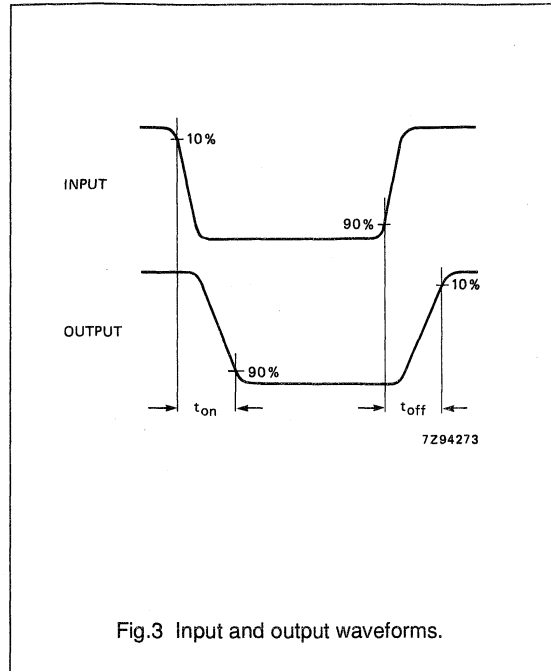 10%
INPUT
90%
10%
OUTPUT
90%
ton
toff
7Z94273
Fig.3 Input and output waveforms.